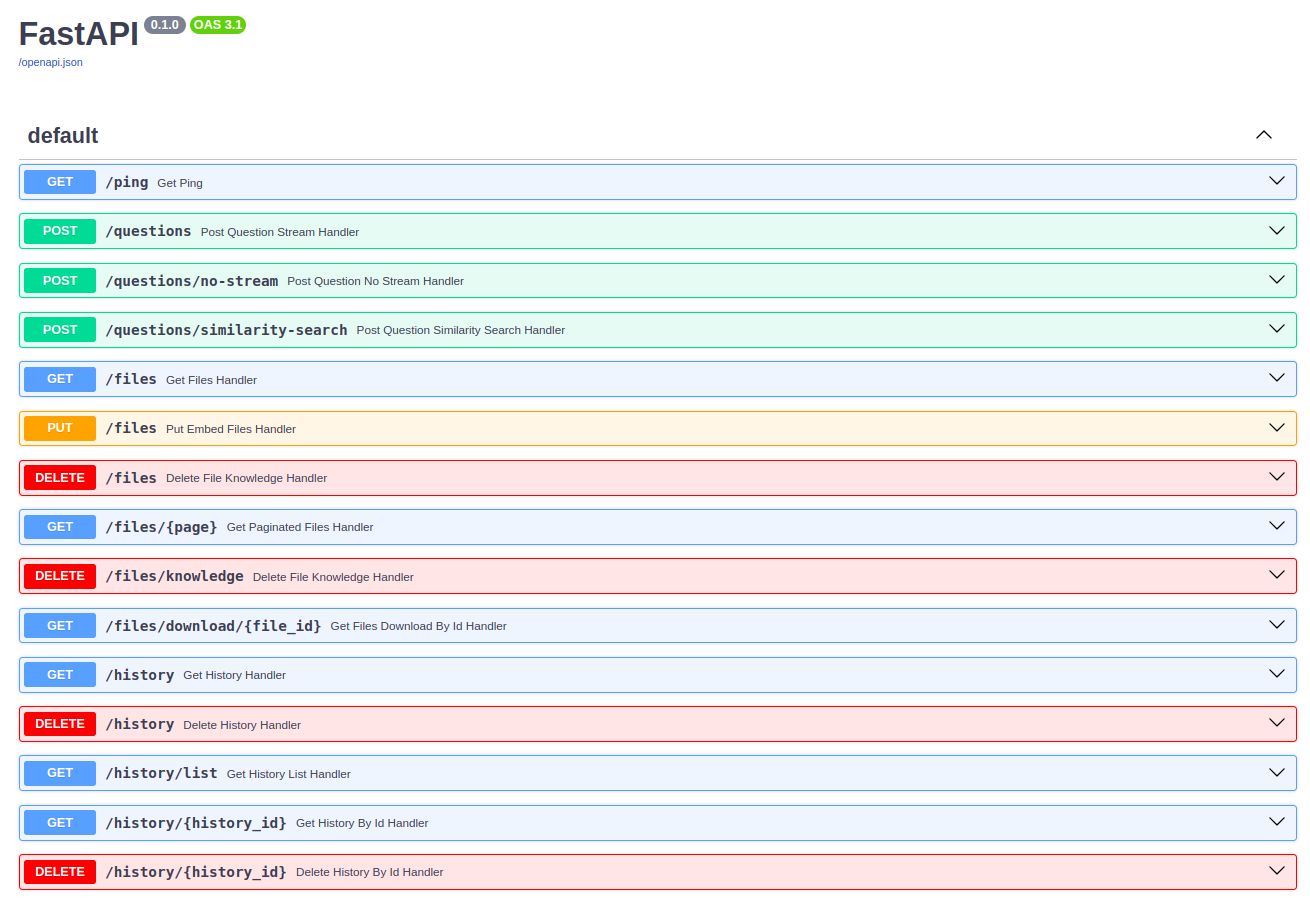 FastAPI 0.1.0 OAS 3.1
/openapi.json
default
GET /ping Get Ping
POST /questions Post Question Stream Handler
POST /questions/no-stream Post Question No Stream Handler
POST /questions/similarity-search Post Question Similarity Search Handler
GET /files Get Files Handler
PUT /files Put Embed Files Handler
DELETE /files Delete File Knowledge Handler
GET /files/{page} Get Paginated Files Handler
DELETE /files/knowledge Delete File Knowledge Handler
GET /files/download/{file_id} Get Files Download By Id Handler
GET /history Get History Handler
DELETE /history Delete History Handler
GET /history/list Get History List Handler
GET /history/{history_id} Get History By Id Handler
DELETE /history/{history_id} Delete History By Id Handler